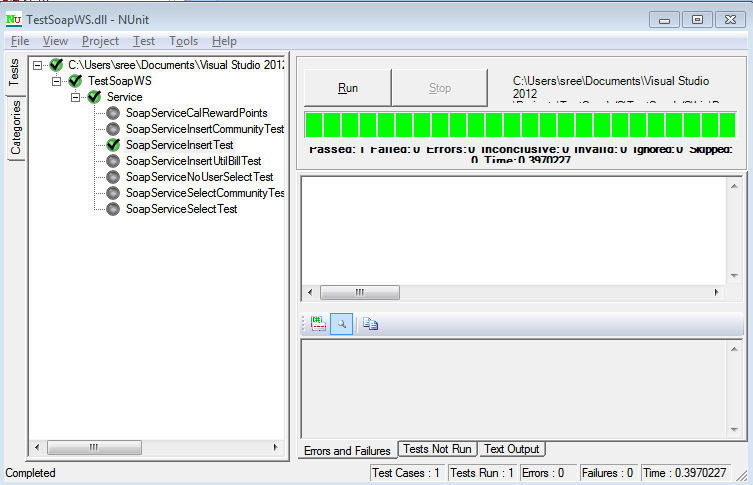 NU TestSoapWS.dll - NUnit
File View Project Test Tools Help
Tests
Categories
C:\Users\sree\Documents\Visual Studio 2012
TestSoapWS
Service
SoapServiceCalRewardPoints
SoapServiceInsertCommunityTest
SoapServiceInsertTest
SoapServiceInsertUtilBillTest
SoapServiceNoUserSelectTest
SoapServiceSelectCommunityTes
SoapServiceSelectTest
Run Stop
C:\Users\sree\Documents\Visual Studio
2012
Passed: 1 Failed: 0 Errors: 0 Inconclusive: 0 Invalid: 0 Ignored: 0 Skipped:
0 Time: 0.3970227
Errors and Failures Tests Not Run Text Output
Completed Test Cases : 1 Tests Run : 1 Errors : 0 Failures : 0 Time : 0.3970227